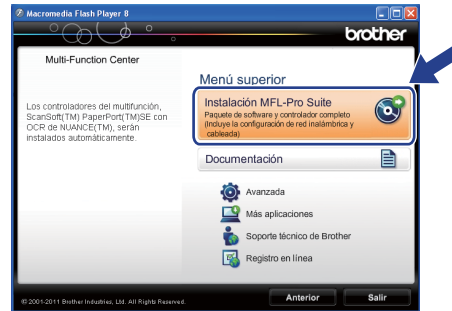 Macromedia Flash Player 8
brother
Multi-Function Center
Los controladores del multifunción,
ScanSoft(TM) PaperPort(TM)SE con
OCR de NUANCE(TM), serán
instalados automáticamente.
Menú superior
Instalación MFL-Pro Suite
Paquete de software y controlador completo
(Incluye la configuración de red inalámbrica y
cableada)
Documentación
Avanzada
Más aplicaciones
Soporte técnico de Brother
Registro en línea
© 2001-2011 Brother Industries, Ltd. All Rights Reserved.
Anterior
Salir